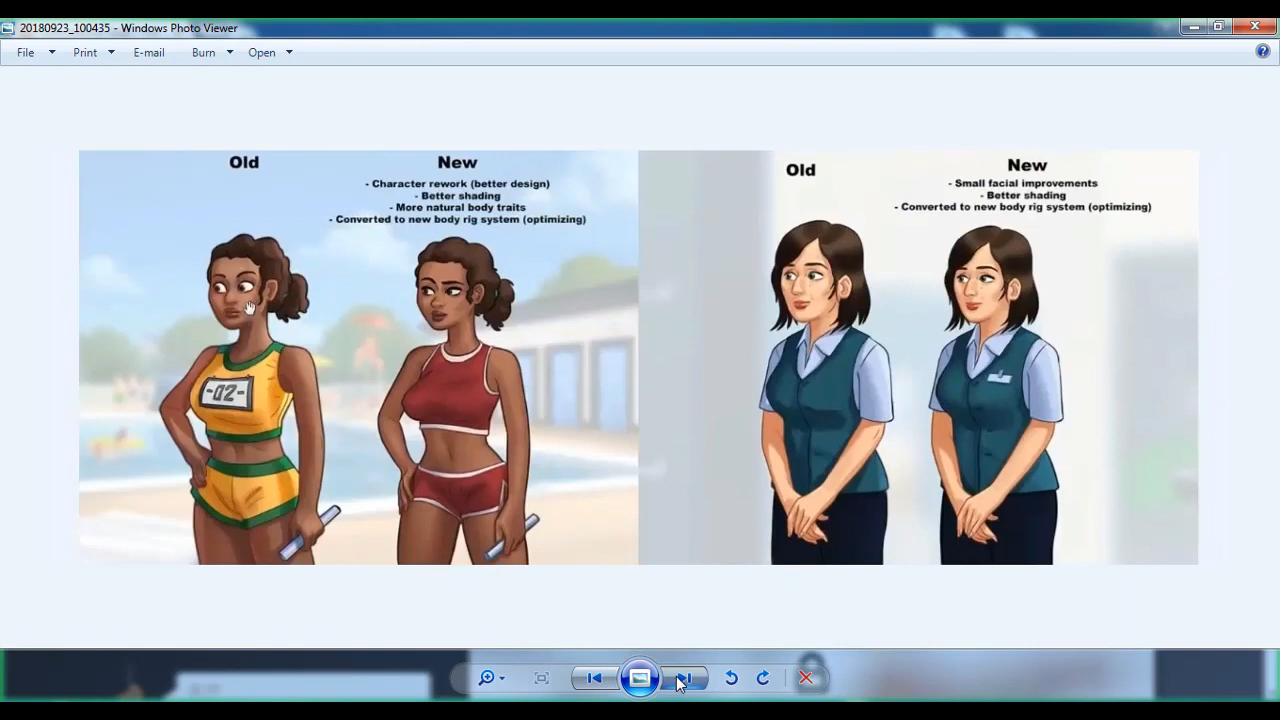 20180923_100435 - Windows Photo Viewer
File Print E-mail Burn Open
Old
New
- Character rework (better design)
- Better shading
- More natural body traits
- Converted to new body rig system (optimizing)
-02-
Old
New
- Small facial improvements
- Better shading
- Converted to new body rig system (optimizing)